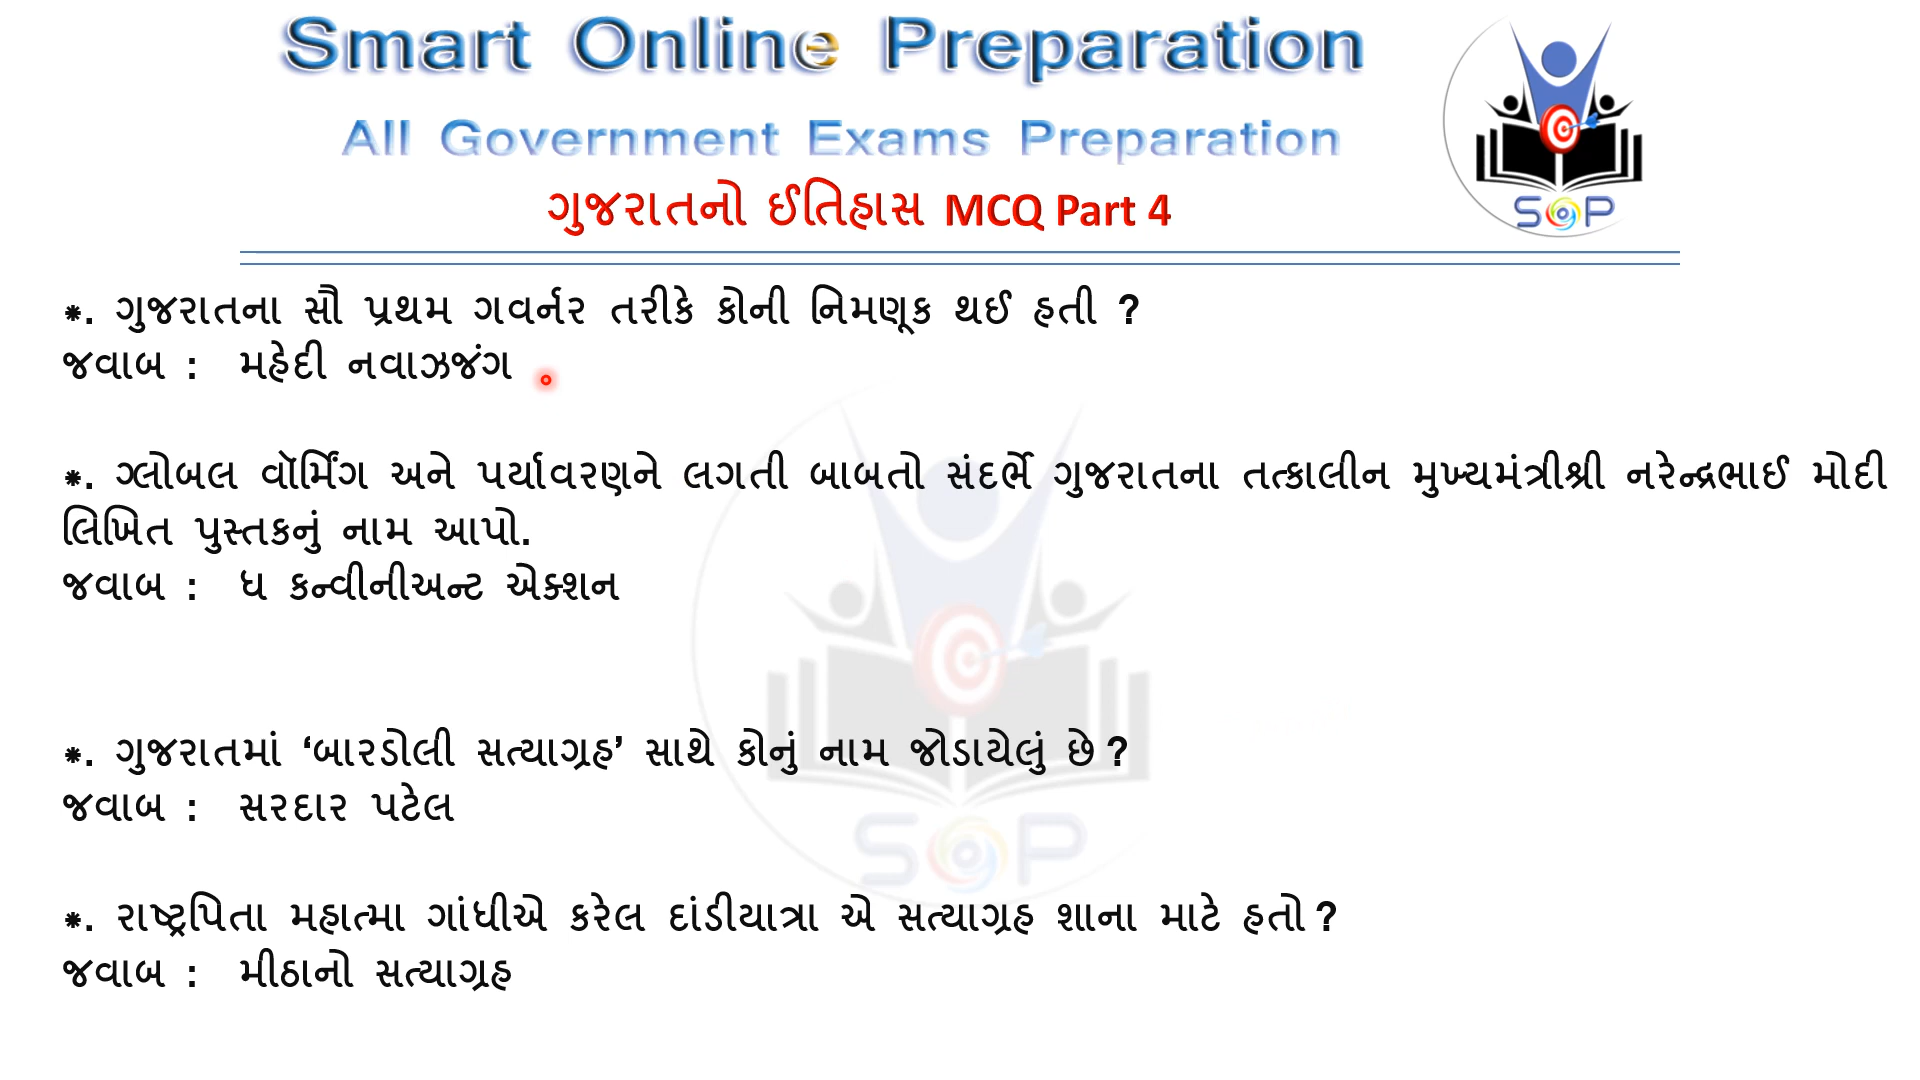 Smart Online Preparation
All Government Exams Preparation
ગુજરાતનો ઈતિહાસ MCQ Part 4
SOP
*. ગુજરાતના સૌ પ્રથમ ગવર્નર તરીકે કોની નિમણૂક થઈ હતી ?
જવાબ : મહેદી નવાઝજંગ
*. ગ્લોબલ વૉર્મિંગ અને પર્યાવરણને લગતી બાબતો સંદર્ભે ગુજરાતના તત્કાલીન મુખ્યમંત્રીશ્રી નરેન્દ્રભાઈ મોદી
લિખિત પુસ્તકનું નામ આપો.
જવાબ : ધ કન્વીનીઅન્ટ એક્શન
*. ગુજરાતમાં ‘બારડોલી સત્યાગ્રહ’ સાથે કોનું નામ જોડાયેલું છે ?
જવાબ : સરદાર પટેલ
SOP
*. રાષ્ટ્રપિતા મહાત્મા ગાંધીએ કરેલ દાંડીયાત્રા એ સત્યાગ્રહ શાના માટે હતો ?
જવાબ : મીઠાનો સત્યાગ્રહ